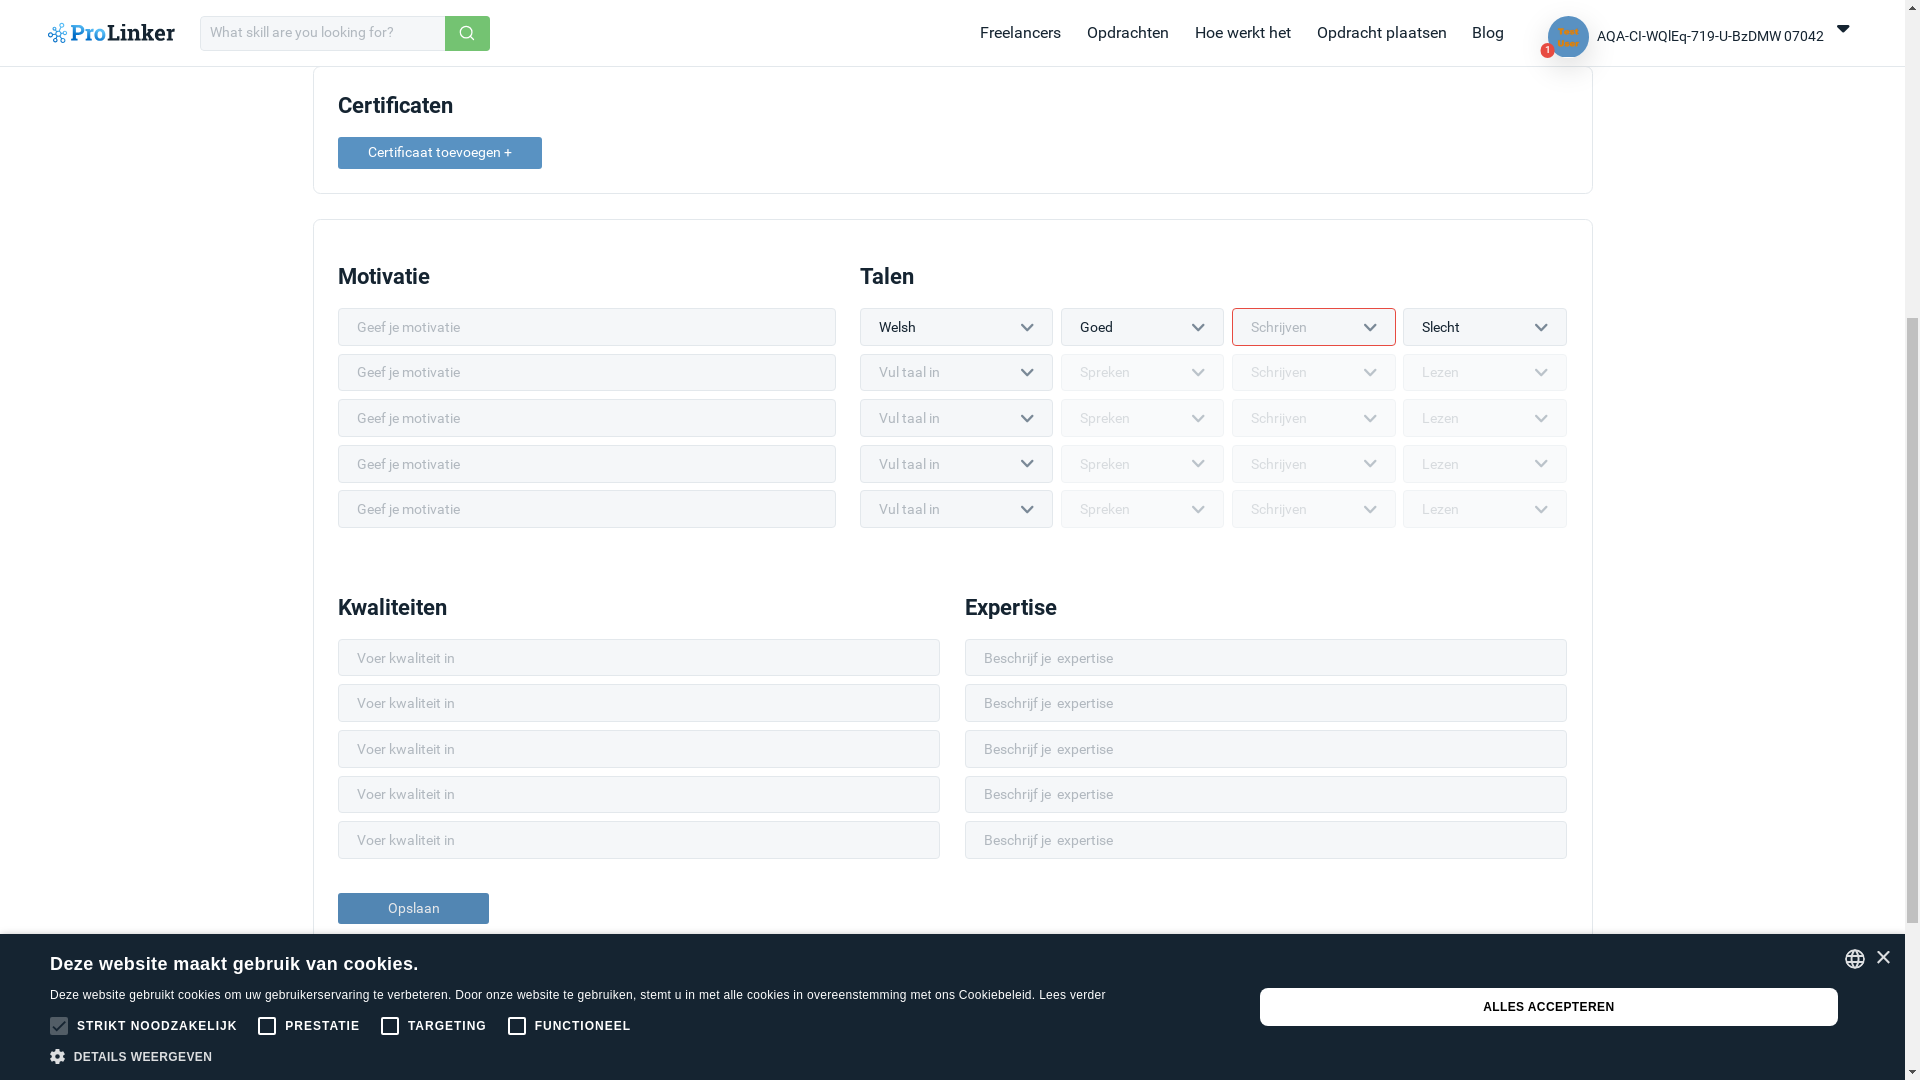 ProLinker
What skill are you looking for?
Freelancers
Opdrachten
Hoe werkt het
Opdracht plaatsen
Blog
Test User
1
AQA-CI-WQlEq-719-U-BzDMW 07042
Certificaten
Certificaat toevoegen +
Motivatie
Geef je motivatie
Geef je motivatie
Geef je motivatie
Geef je motivatie
Geef je motivatie
Talen
Welsh Goed Schrijven Slecht
Vul taal in Spreken Schrijven Lezen
Vul taal in Spreken Schrijven Lezen
Vul taal in Spreken Schrijven Lezen
Vul taal in Spreken Schrijven Lezen
Kwaliteiten
Voer kwaliteit in
Voer kwaliteit in
Voer kwaliteit in
Voer kwaliteit in
Voer kwaliteit in
Expertise
Beschrijf je expertise
Beschrijf je expertise
Beschrijf je expertise
Beschrijf je expertise
Beschrijf je expertise
Opslaan
Deze website maakt gebruik van cookies.
Deze website gebruikt cookies om uw gebruikerservaring te verbeteren. Door onze website te gebruiken, stemt u in met alle cookies in overeenstemming met ons Cookiebeleid. Lees verder
STRIKT NOODZAKELIJK PRESTATIE TARGETING FUNCTIONEEL
DETAILS WEERGEVEN
ALLES ACCEPTEREN
×